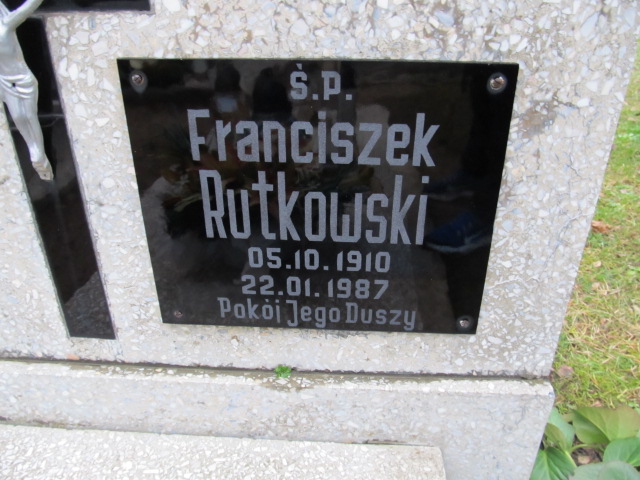 Ś.P.
Franciszek
Rutkowski
05.10.1910
22.01.1987
Pokój Jego Duszy